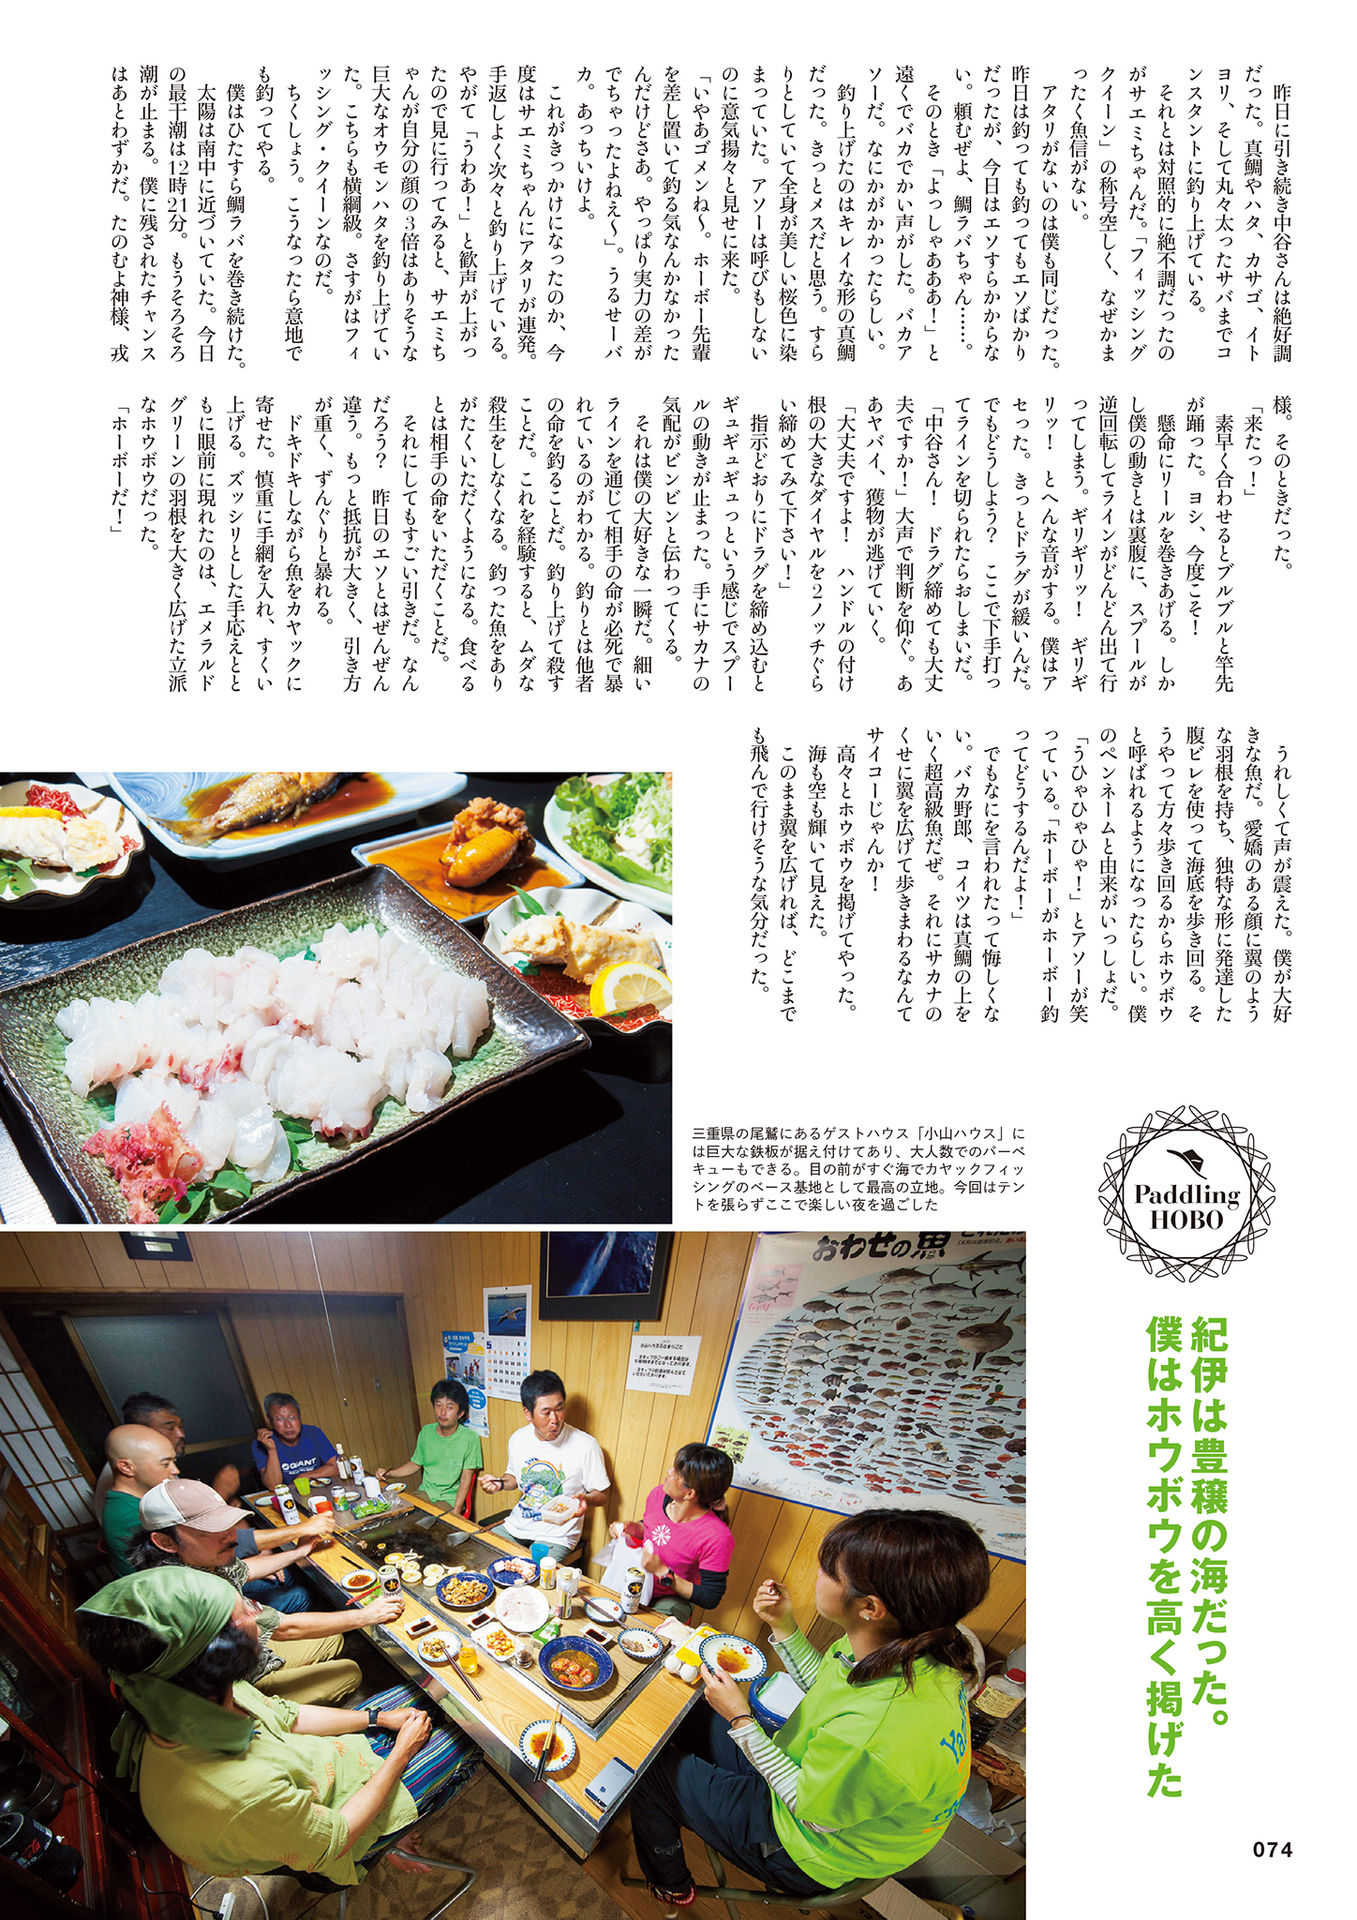 昨日に引き続き中谷さんは絶好調
だった。真鯛やハタ、カサゴ、イト
ヨリ、そして丸々太ったサバまでコ
ンスタントに釣り上げている。
それとは対照的に絶不調だったの
がサエミちゃんだ。「フィッシング
クイーン」の称号空しく、なぜかま
ったく魚信がない。
アタリがないのは僕も同じだった。
昨日は釣っても釣ってもエソばかり
だったが、今日はエソすらかからな
い。頼むぜよ、鯛ラバちゃん……。
そのとき「よっしゃあああ！」と
遠くでバカでかい声がした。バカア
ソーだ。なにかがかかったらしい。
釣り上げたのはキレイな形の真鯛
だった。きっとメスだと思う。すら
りとしていて全身が美しい桜色に染
まっていた。アソーは呼びもしない
のに意気揚々と見せに来た。
「いやあゴメンね〜。ホーボー先輩
を差し置いて釣る気なんかなかった
んだけどさあ。やっぱり実力の差が
でちゃったよねえ〜」。うるせーバ
カ。あっちいけよ。
これがきっかけになったのか、今
度はサエミちゃんにアタリが連発。
手返しよく次々と釣り上げている。
やがて「うわあ！」と歓声が上がっ
たので見に行ってみると、サエミち
ゃんが自分の顔の3倍はありそうな
巨大なオウモンハタを釣り上げてい
た。こちらも横綱級。さすがはフィ
ッシング・クイーンなのだ。
ちくしょう。こうなったら意地で
も釣ってやる。
僕はひたすら鯛ラバを巻き続けた。
太陽は南中に近づいていた。今日
の最干潮は12時21分。もうそろそろ
潮が止まる。僕に残されたチャンス
はあとわずかだ。たのむよ神様、戎
様。そのときだった。
「来たっ！」
素早く合わせるとブルブルと竿先
が踊った。ヨシ、今度こそ！
懸命にリールを巻きあげる。しか
し僕の動きとは裏腹に、スプールが
逆回転してラインがどんどん出て行
ってしまう。ギリギリッ！　ギリギ
リッ！　とへんな音がする。僕はア
セった。きっとドラグが緩いんだ。
でもどうしよう？　ここで下手打っ
てラインを切られたらおしまいだ。
「中谷さん！　ドラグ締めても大丈
夫ですか！」大声で判断を仰ぐ。あ
あヤバイ、獲物が逃げていく。
「大丈夫ですよ！　ハンドルの付け
根の大きなダイヤルを2ノッチぐら
い締めてみて下さい！」
指示どおりにドラグを締め込むと
ギュギュギュっという感じでスプー
ルの動きが止まった。手にサカナの
気配がビンビンと伝わってくる。
それは僕の大好きな一瞬だ。細い
ラインを通じて相手の命が必死で暴
れているのがわかる。釣りとは他者
の命を釣ることだ。釣り上げて殺す
ことだ。これを経験すると、ムダな
殺生をしなくなる。釣った魚をあり
がたくいただくようになる。食べる
とは相手の命をいただくことだ。
それにしてもすごい引きだ。なん
だろう？　昨日のエソとはぜんぜん
違う。もっと抵抗が大きく、引き方
が重く、ずんぐりと暴れる。
ドキドキしながら魚をカヤックに
寄せた。慎重に手網を入れ、すくい
上げる。ズッシリとした手応えとと
もに眼前に現れたのは、エメラルド
グリーンの羽根を大きく広げた立派
なホウボウだった。
「ホーボーだ！」
うれしくて声が震えた。僕が大好
きな魚だ。愛嬌のある顔に翼のよう
な羽根を持ち、独特な形に発達した
腹ビレを使って海底を歩き回る。そ
うやって方々歩き回るからホウボウ
と呼ばれるようになったらしい。僕
のペンネームと由来がいっしょだ。
「うひゃひゃひゃ！」とアソーが笑
っている。「ホーボーがホーボー釣
ってどうするんだよ！」
でもなにを言われたって悔しくな
い。バカ野郎、コイツは真鯛の上を
いく超高級魚だぜ。それにサカナの
くせに翼を広げて歩きまわるなんて
サイコーじゃんか！
高々とホウボウを掲げてやった。
海も空も輝いて見えた。
このまま翼を広げれば、どこまで
も飛んで行けそうな気分だった。
三重県の尾鷲にあるゲストハウス「小山ハウス」に
は巨大な鉄板が据え付けてあり、大人数でのバーベ
キューもできる。目の前がすぐ海でカヤックフィッ
シングのベース基地として最高の立地。今回はテン
トを張らずここで楽しい夜を過ごした
Paddling
HOBO
紀伊は豊穣の海だった。
僕はホウボウを高く掲げた
おわせの魚
GIANT
074